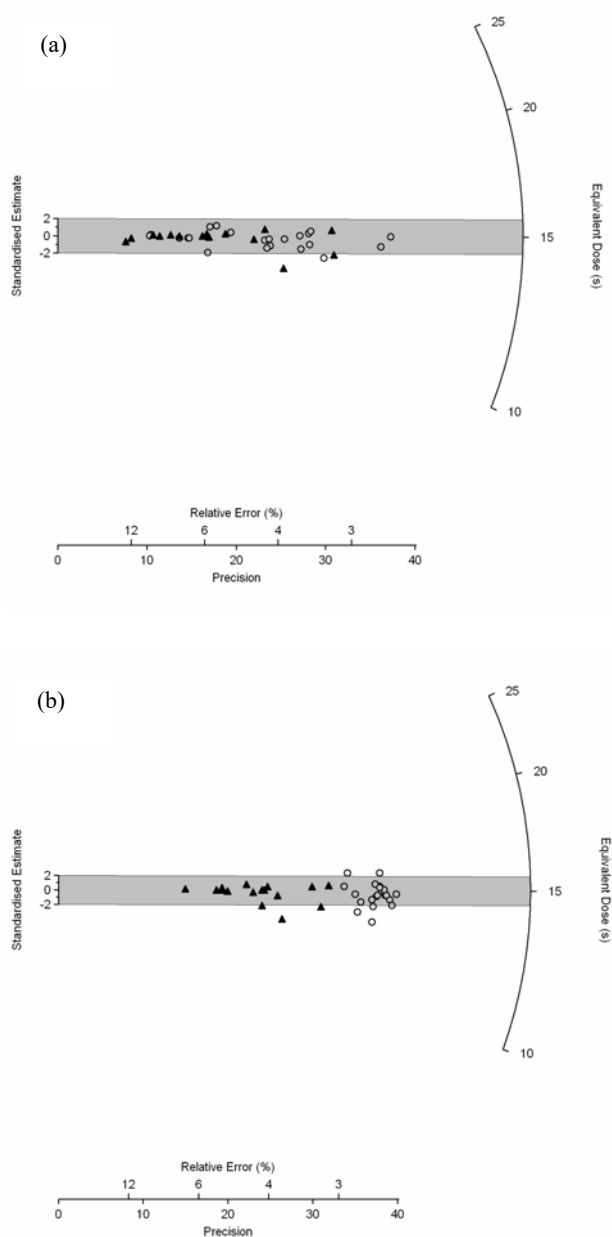 (a)
25
20
15
10
Equivalent Dose (s)
Standardised Estimate
2
0
-2
Relative Error (%)
12 6 4 3
0 10 20 30 40
Precision
(b)
25
20
15
10
Equivalent Dose (s)
Standardised Estimate
2
0
-2
Relative Error (%)
12 6 4 3
0 10 20 30 40
Precision